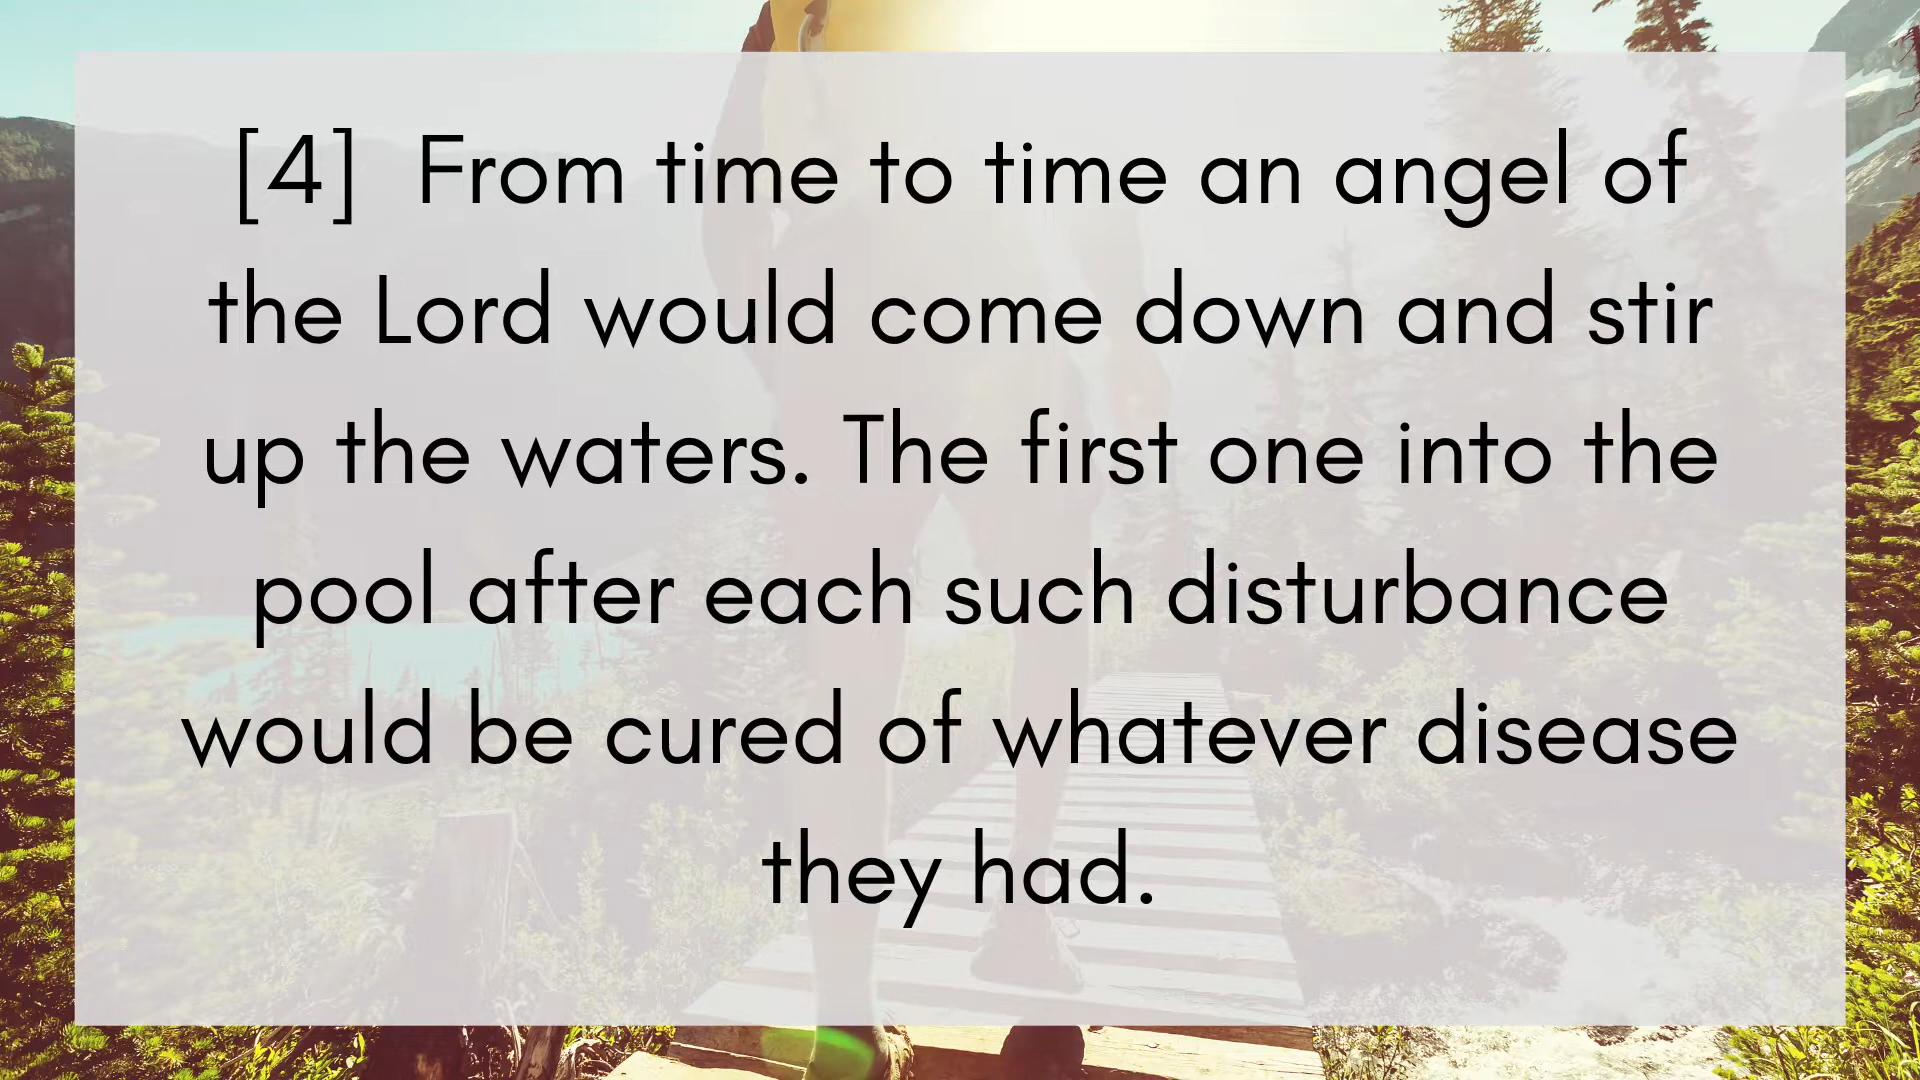 [4]  From time to time an angel of
the Lord would come down and stir
up the waters. The first one into the
pool after each such disturbance
would be cured of whatever disease
they had.